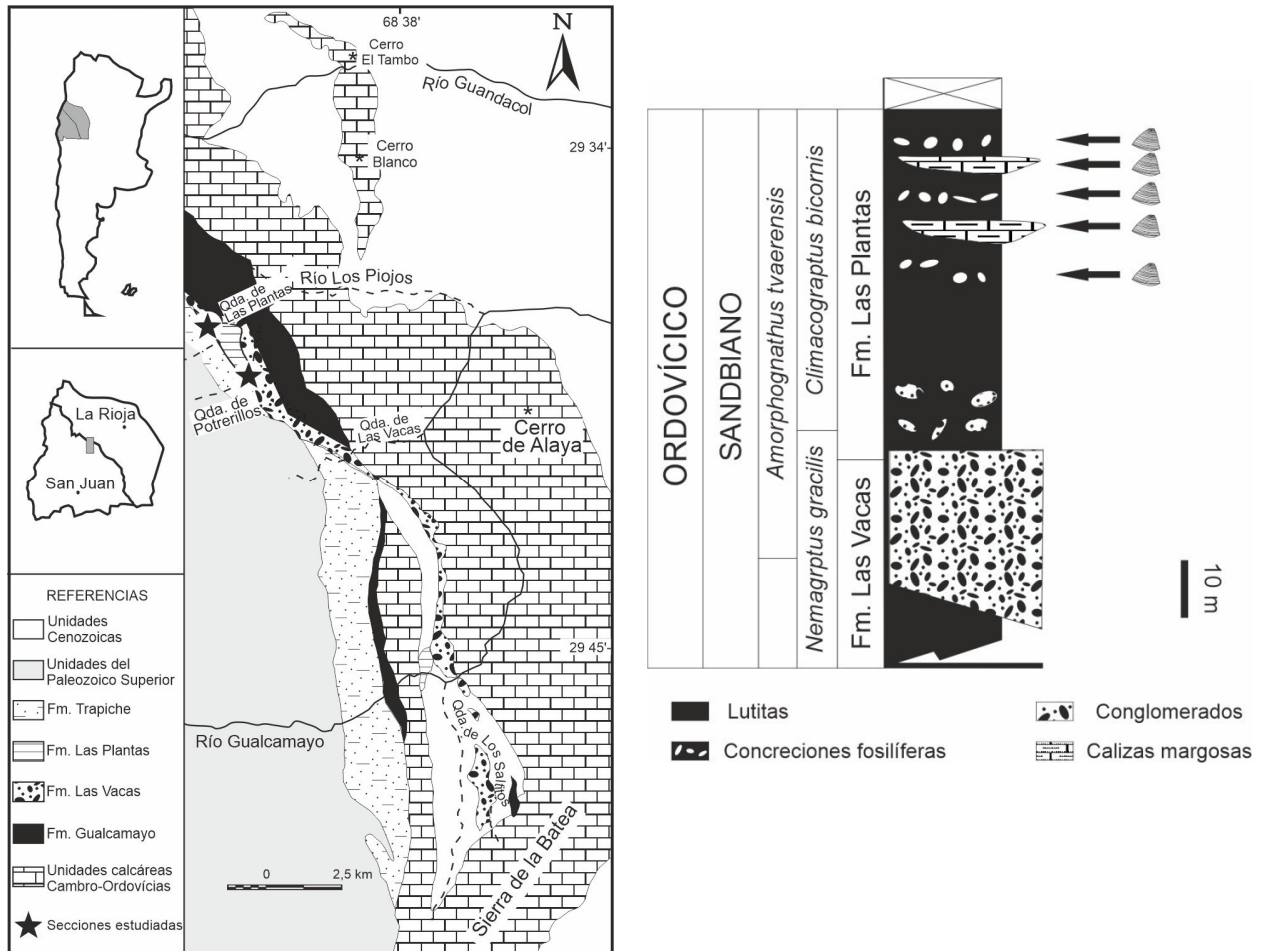 68 38'
N
Cerro
El Tambo
Río Guandacol
Cerro
Blanco
29 34'
Río Los Piojos
Qda. de
Las Plantas
Qda. de
Potrerillos
Qda. de
Las Vacas
Cerro
de Alaya
29 45'
Río Gualcamayo
Qda. de Los Sallitos
Sierra de la Batea
0 2,5 km
La Rioja
San Juan
REFERENCIAS
Unidades
Cenozoicas
Unidades del
Paleozoico Superior
Fm. Trapiche
Fm. Las Plantas
Fm. Las Vacas
Fm. Gualcamayo
Unidades calcáreas
Cambro-Ordovícias
Secciones estudiadas
ORDOVÍCICO
SANDBIANO
Amorphognathus tvaerensis
Climacograptus bicornis
Nemagrptus gracilis
Fm. Las Plantas
Fm. Las Vacas
10 m
Lutitas
Concreciones fosilíferas
Conglomerados
Calizas margosas